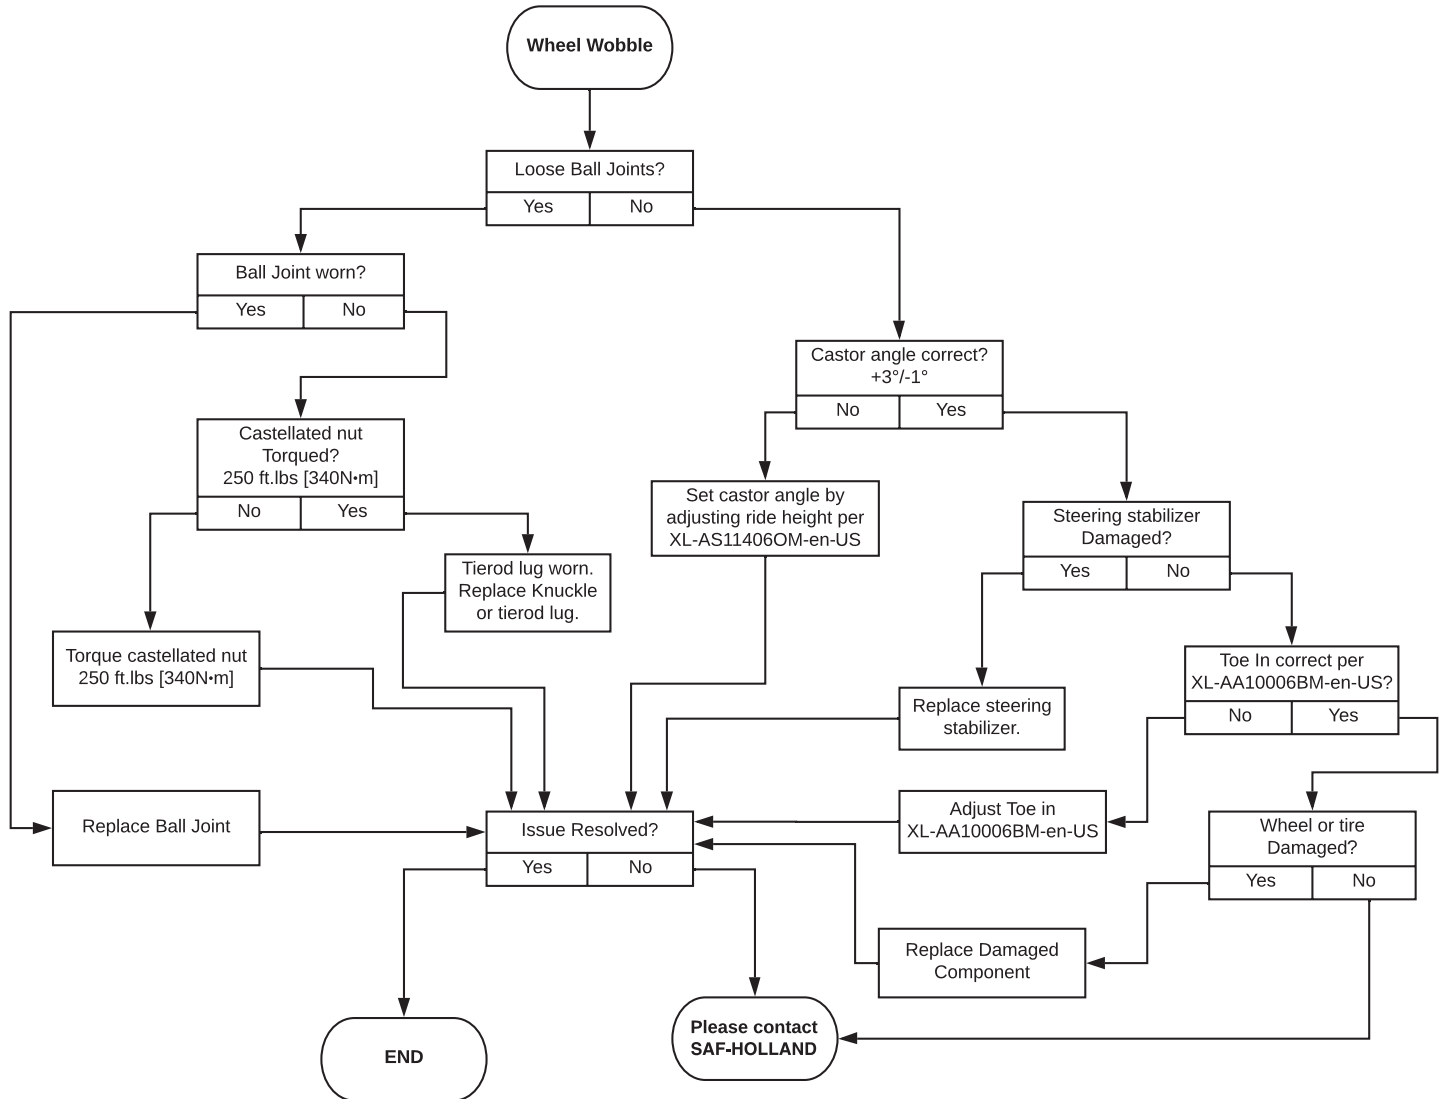 Wheel Wobble
Loose Ball Joints?
Yes
No
Ball Joint worn?
Yes
No
Castor angle correct?
+3°/-1°
No
Yes
Castellated nut
Torqued?
250 ft.lbs [340N•m]
No
Yes
Set castor angle by
adjusting ride height per
XL-AS11406OM-en-US
Steering stabilizer
Damaged?
Yes
No
Tierod lug worn.
Replace Knuckle
or tierod lug.
Torque castellated nut
250 ft.lbs [340N•m]
Toe In correct per
XL-AA10006BM-en-US?
No
Yes
Replace steering
stabilizer.
Replace Ball Joint
Issue Resolved?
Yes
No
Adjust Toe in
XL-AA10006BM-en-US
Wheel or tire
Damaged?
Yes
No
Replace Damaged
Component
Please contact
SAF-HOLLAND
END